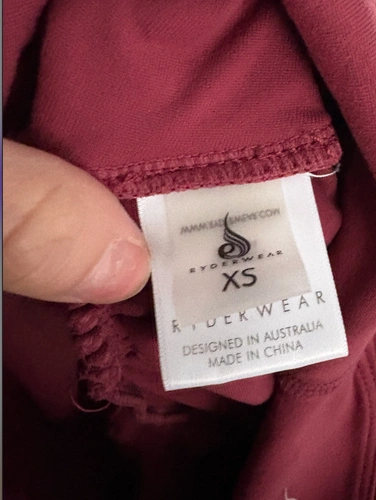 RYDERWEAR
XS
RYDERWEAR
DESIGNED IN AUSTRALIA
MADE IN CHINA